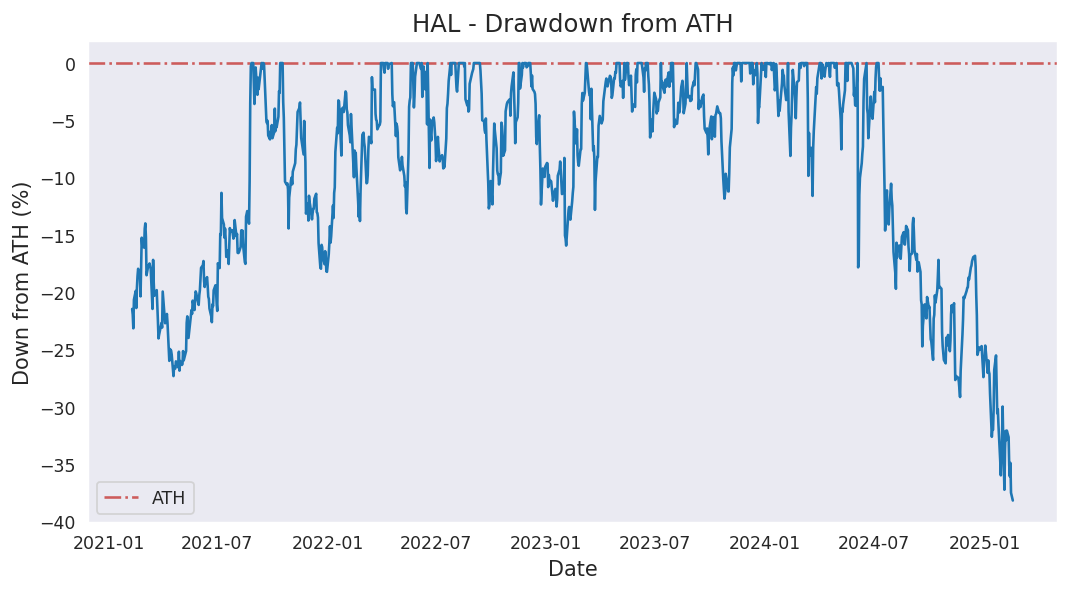 HAL - Drawdown from ATH
Down from ATH (%)
0
−5
−10
−15
−20
−25
−30
−35
−40
ATH
2021-01 2021-07 2022-01 2022-07 2023-01 2023-07 2024-01 2024-07 2025-01
Date